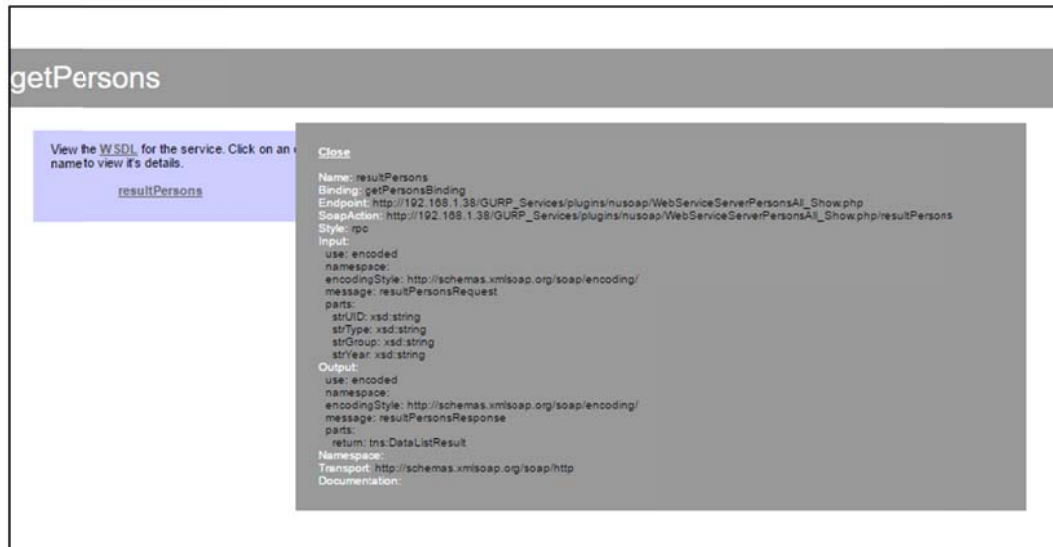 getPersons
View the WSDL for the service. Click on an
name to view it's details.
resultPersons
Close
Name: resultPersons
Binding: getPersonsBinding
Endpoint: http://192.168.1.38/GURP_Services/plugins/nusoap/WebServiceServerPersonsAll_Show.php
SoapAction: http://192.168.1.38/GURP_Services/plugins/nusoap/WebServiceServerPersonsAll_Show.php/resultPersons
Style: rpc
Input:
use: encoded
namespace:
encodingStyle: http://schemas.xmlsoap.org/soap/encoding/
message: resultPersonsRequest
parts:
strUID: xsd:string
strType: xsd:string
strGroup: xsd:string
strYear: xsd:string
Output:
use: encoded
namespace:
encodingStyle: http://schemas.xmlsoap.org/soap/encoding/
message: resultPersonsResponse
parts:
return: tns:DataListResult
Namespace:
Transport: http://schemas.xmlsoap.org/soap/http
Documentation: